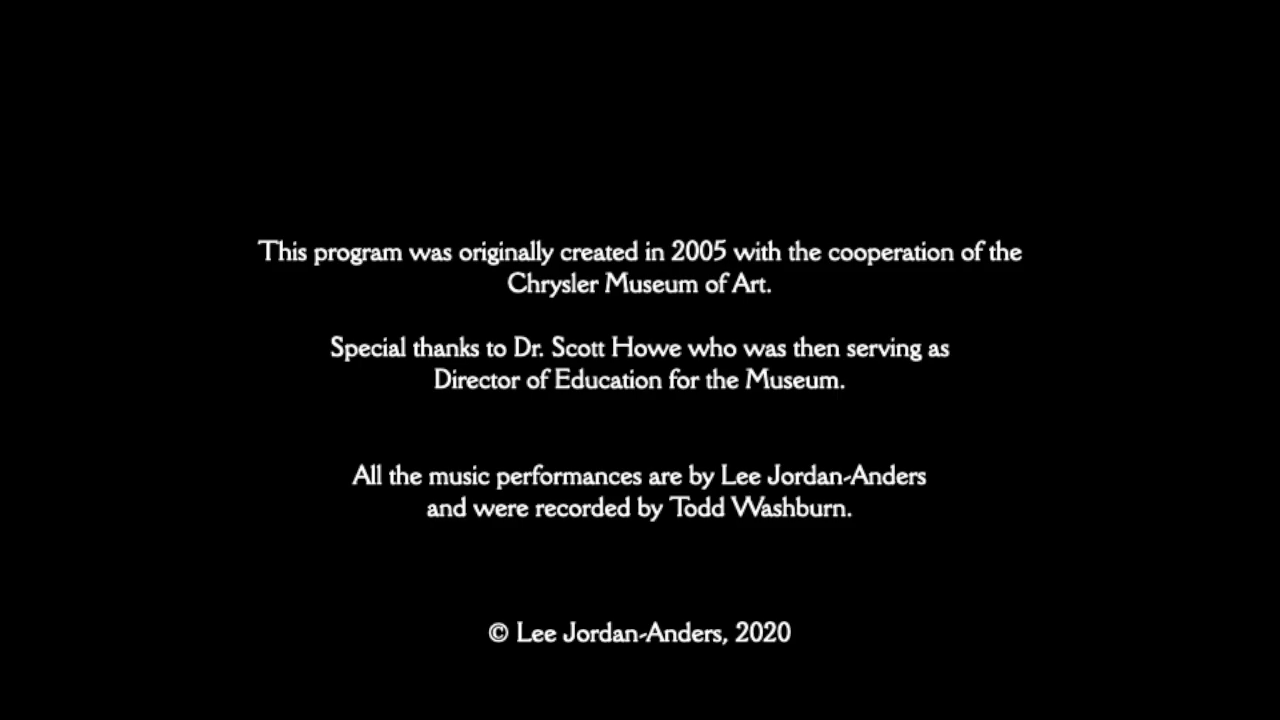 This program was originally created in 2005 with the cooperation of the
Chrysler Museum of Art.
Special thanks to Dr. Scott Howe who was then serving as
Director of Education for the Museum.
All the music performances are by Lee Jordan-Anders
and were recorded by Todd Washburn.
© Lee Jordan-Anders, 2020